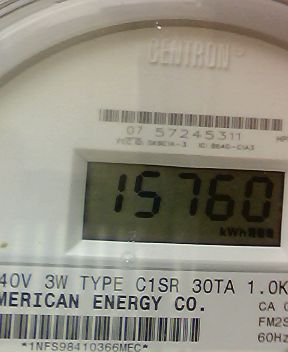 CENTRON®
07 57245311
15760
kWh
40V 3W TYPE C1SR 30TA 1.0K
MERICAN ENERGY CO.
CA
FM2S
60Hz
*1NFS98410366MEC*